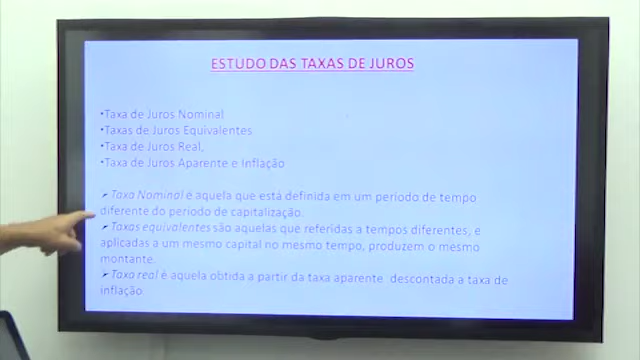 ESTUDO DAS TAXAS DE JUROS
•Taxa de Juros Nominal
•Taxas de Juros Equivalentes
•Taxa de Juros Real,
•Taxa de Juros Aparente e Inflação
➢ Taxa Nominal é aquela que está definida em um período de tempo
diferente do período de capitalização.
➢ Taxas equivalentes são aquelas que referidas a tempos diferentes, e
aplicadas a um mesmo capital no mesmo tempo, produzem o mesmo
montante.
➢ Taxa real é aquela obtida a partir da taxa aparente descontada a taxa de
inflação